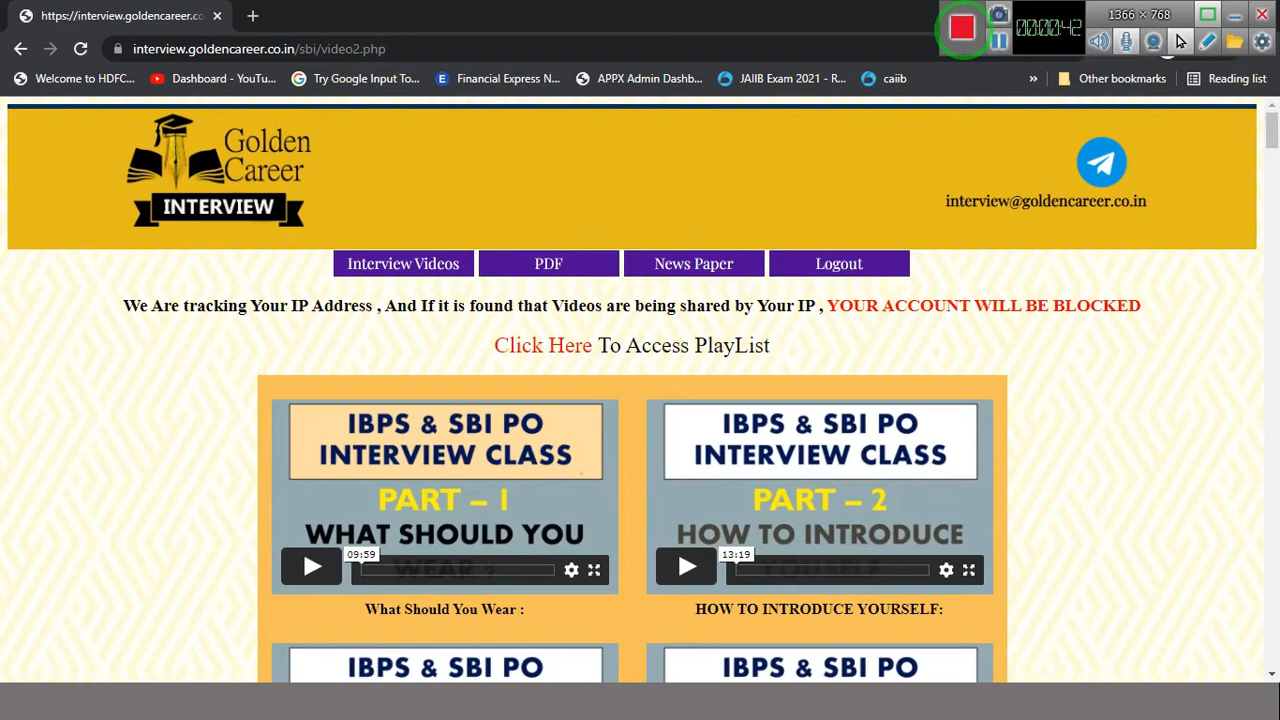 https://interview.goldencareer.co
interview.goldencareer.co.in/sbi/video2.php
00:00:42
1366 × 768
Welcome to HDFC...
Dashboard - YouTu...
Try Google Input To...
Financial Express N...
APPX Admin Dashb...
JAIIB Exam 2021 - R...
caiib
»
Other bookmarks
Reading list
Golden
Career
INTERVIEW
interview@goldencareer.co.in
Interview Videos
PDF
News Paper
Logout
We Are tracking Your IP Address , And If it is found that Videos are being shared by Your IP , YOUR ACCOUNT WILL BE BLOCKED
Click Here To Access PlayList
IBPS & SBI PO
INTERVIEW CLASS
PART – 1
WHAT SHOULD YOU
WEAR ?
09:59
What Should You Wear :
IBPS & SBI PO
INTERVIEW CLASS
PART – 2
HOW TO INTRODUCE
YOURSELF
13:19
HOW TO INTRODUCE YOURSELF:
IBPS & SBI PO
IBPS & SBI PO